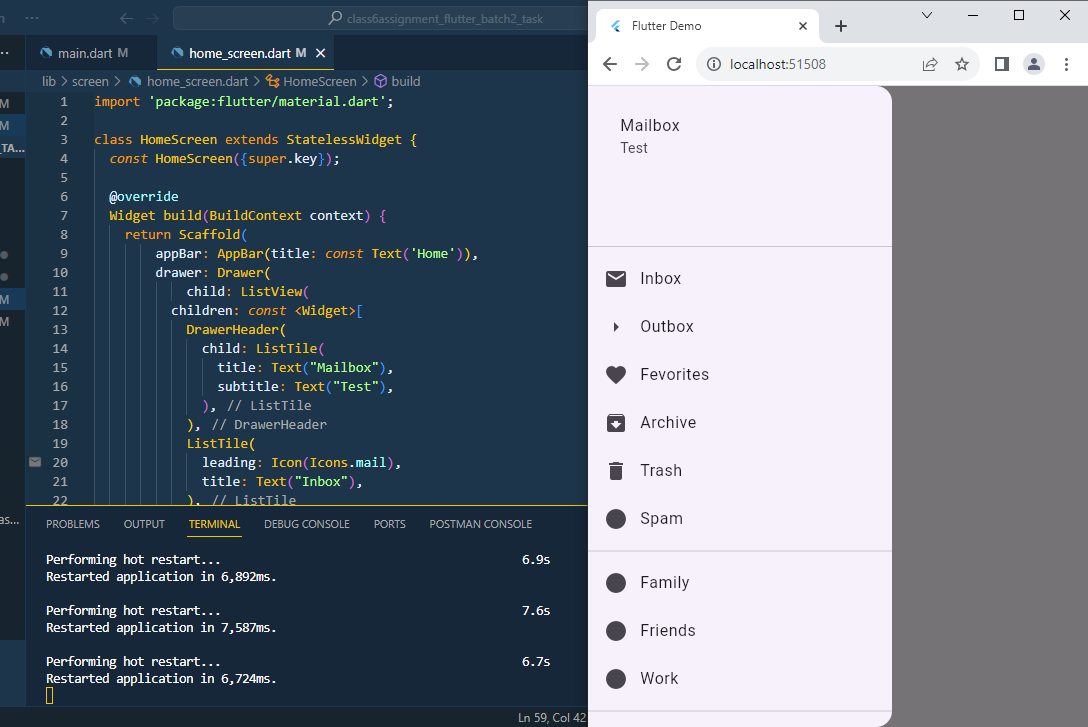 class6assignment_flutter_batch2_task
main.dart M
home_screen.dart M
lib > screen > home_screen.dart > HomeScreen > build
M
M
_TA...
M
M
as...
1 import 'package:flutter/material.dart';
2
3 class HomeScreen extends StatelessWidget {
4 const HomeScreen({super.key});
5
6 @override
7 Widget build(BuildContext context) {
8 return Scaffold(
9 appBar: AppBar(title: const Text('Home')),
10 drawer: Drawer(
11 child: ListView(
12 children: const <Widget>[
13 DrawerHeader(
14 child: ListTile(
15 title: Text("Mailbox"),
16 subtitle: Text("Test"),
17 ), // ListTile
18 ), // DrawerHeader
19 ListTile(
20 leading: Icon(Icons.mail),
21 title: Text("Inbox"),
22 ), // ListTile
PROBLEMS OUTPUT TERMINAL DEBUG CONSOLE PORTS POSTMAN CONSOLE
Performing hot restart... 6.9s
Restarted application in 6,892ms.
Performing hot restart... 7.6s
Restarted application in 7,587ms.
Performing hot restart... 6.7s
Restarted application in 6,724ms.
Ln 59, Col 42
Flutter Demo
localhost:51508
Mailbox
Test
Inbox
Outbox
Fevorites
Archive
Trash
Spam
Family
Friends
Work